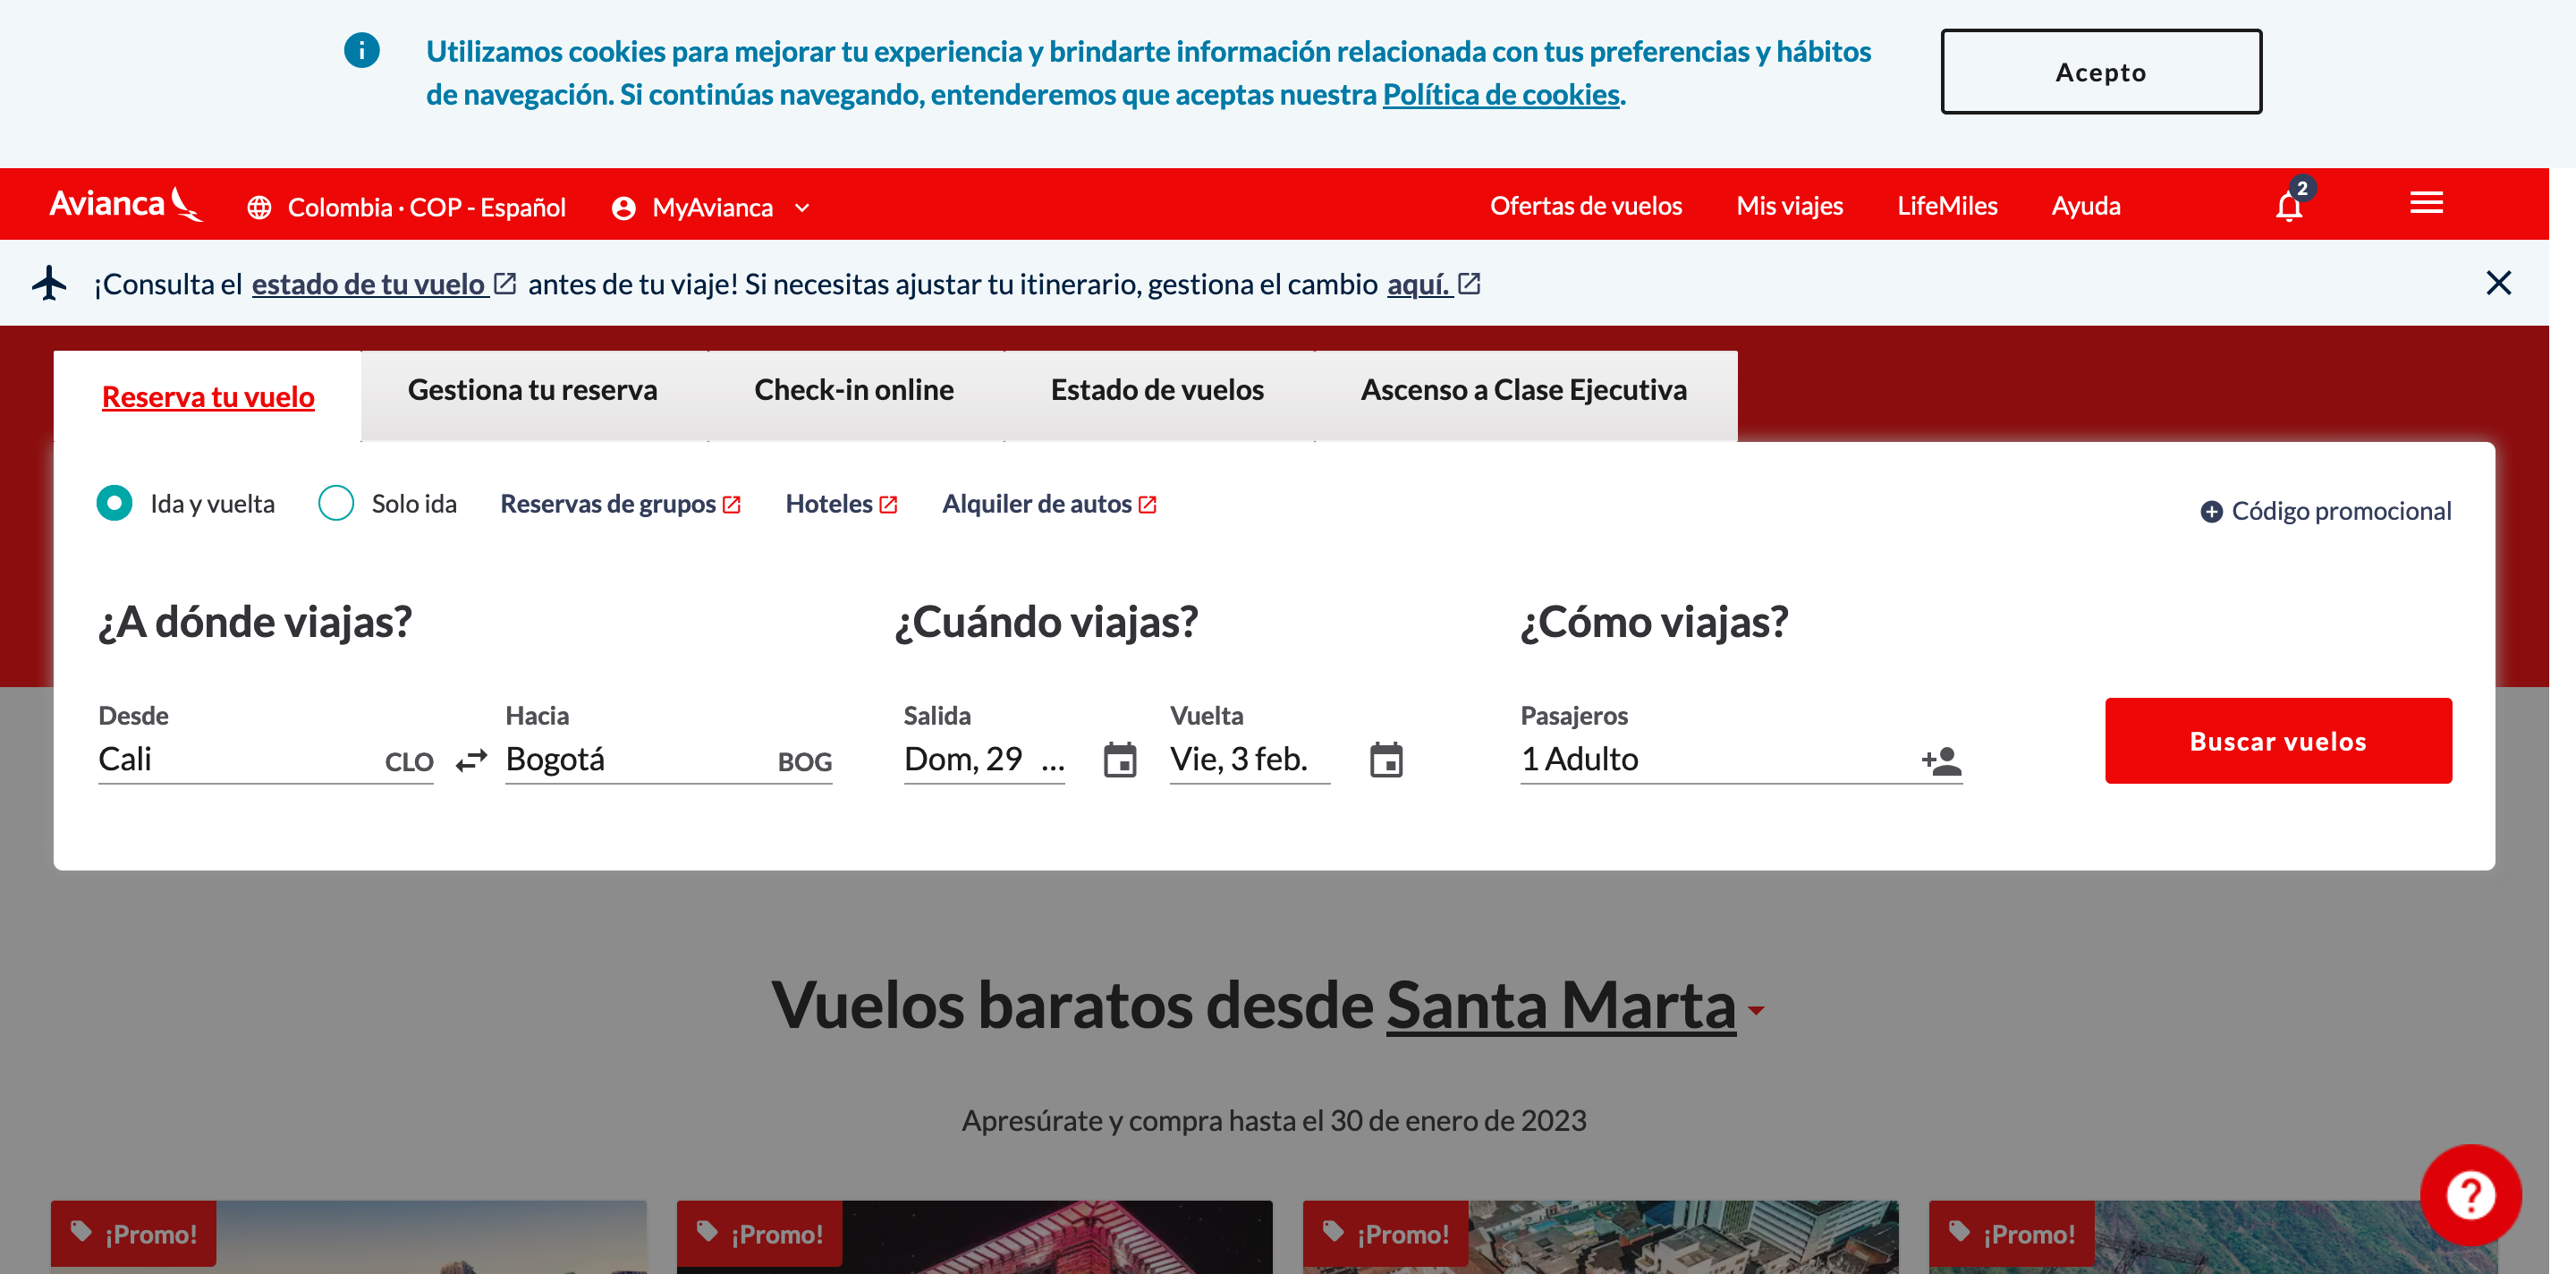 Utilizamos cookies para mejorar tu experiencia y brindarte información relacionada con tus preferencias y hábitos
de navegación. Si continúas navegando, entenderemos que aceptas nuestra Política de cookies.
Acepto
Avianca
Colombia · COP - Español
MyAvianca
Ofertas de vuelos
Mis viajes
LifeMiles
Ayuda
2
¡Consulta el estado de tu vuelo antes de tu viaje! Si necesitas ajustar tu itinerario, gestiona el cambio aquí.
Reserva tu vuelo
Gestiona tu reserva
Check-in online
Estado de vuelos
Ascenso a Clase Ejecutiva
Ida y vuelta
Solo ida
Reservas de grupos
Hoteles
Alquiler de autos
Código promocional
¿A dónde viajas?
¿Cuándo viajas?
¿Cómo viajas?
Desde
Hacia
Salida
Vuelta
Pasajeros
Cali CLO
Bogotá BOG
Dom, 29 ...
Vie, 3 feb.
1 Adulto
Buscar vuelos
Vuelos baratos desde Santa Marta
Apresúrate y compra hasta el 30 de enero de 2023
¡Promo!
¡Promo!
¡Promo!
¡Promo!